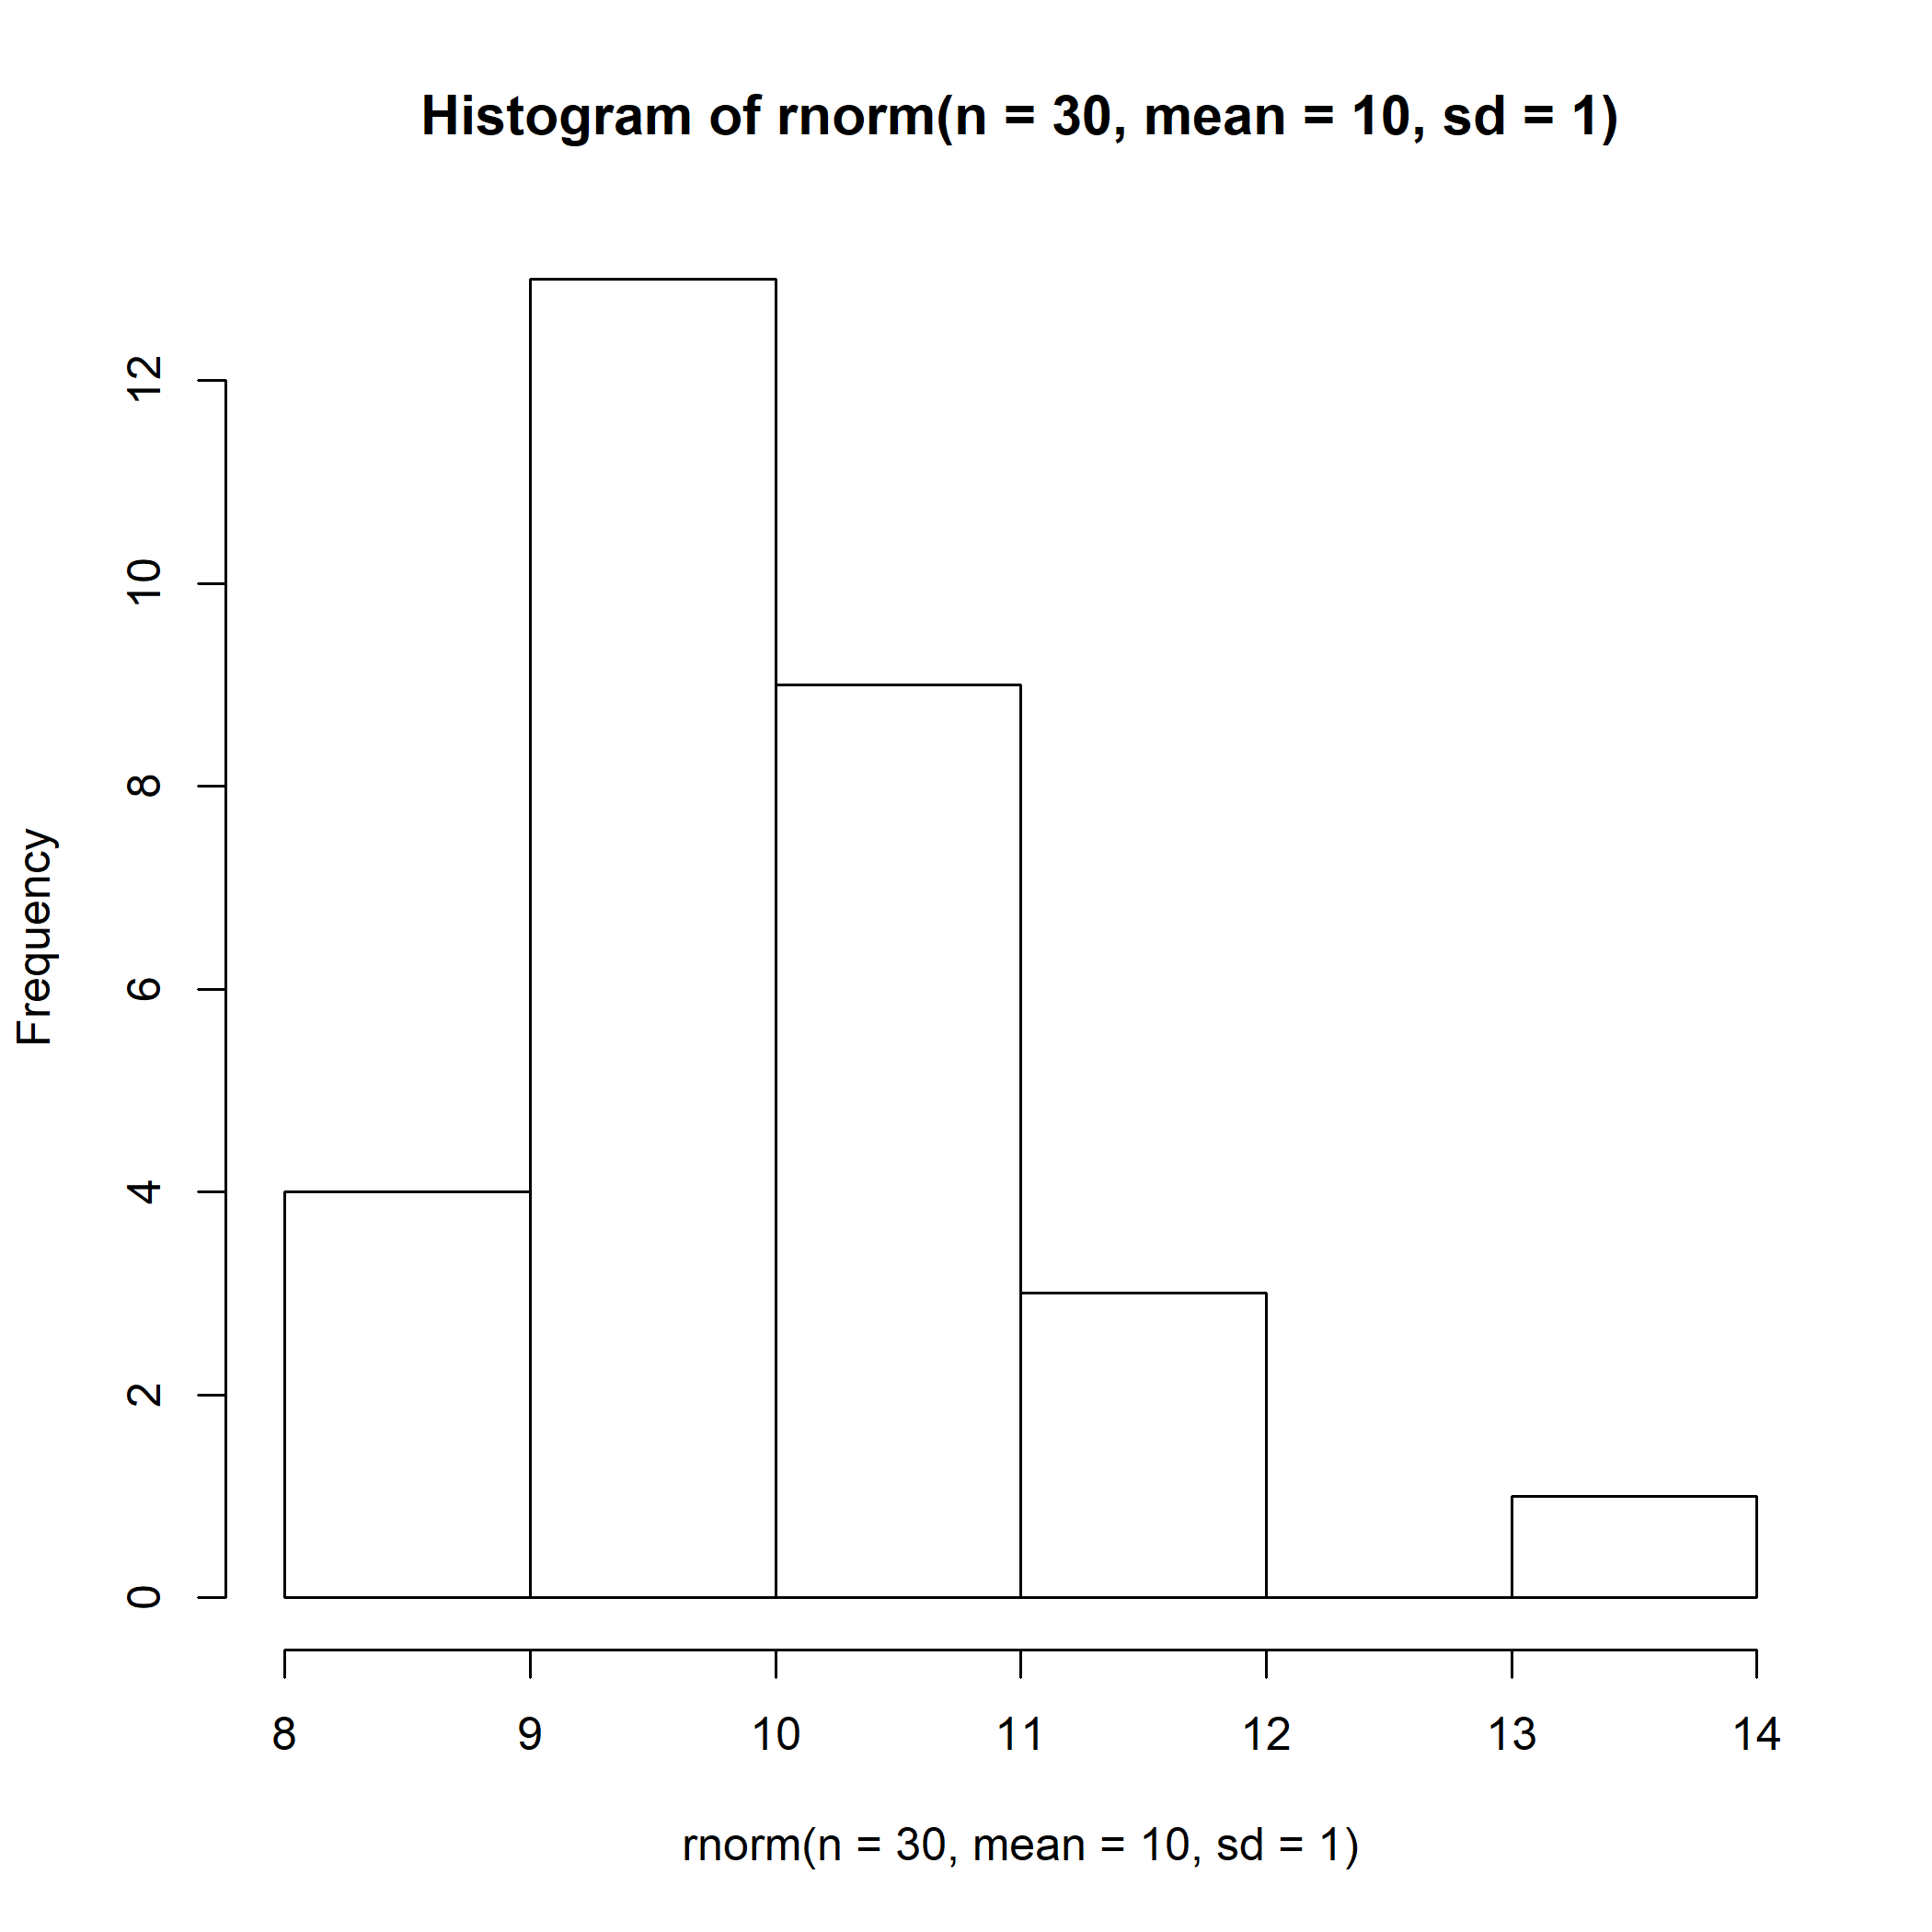 Histogram of rnorm(n = 30, mean = 10, sd = 1)
Frequency
12
10
8
6
4
2
0
8 9 10 11 12 13 14
rnorm(n = 30, mean = 10, sd = 1)